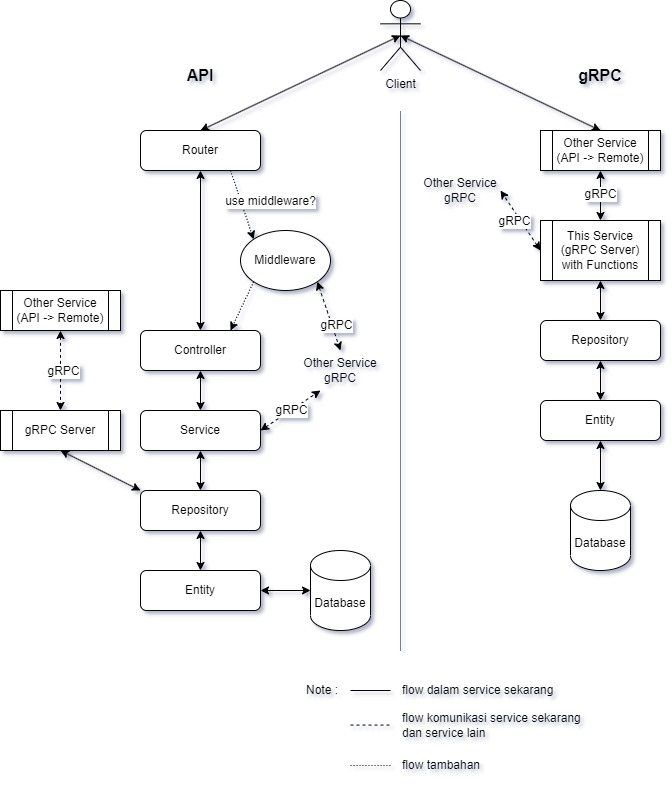 Client
API
gRPC
Router
use middleware?
Middleware
Other Service
(API -> Remote)
gRPC
gRPC Server
Controller
gRPC
Other Service
gRPC
gRPC
Service
Repository
Entity
Database
Other Service
(API -> Remote)
gRPC
Other Service
gRPC
gRPC
This Service
(gRPC Server)
with Functions
Repository
Entity
Database
Note :
flow dalam service sekarang
flow komunikasi service sekarang
dan service lain
flow tambahan